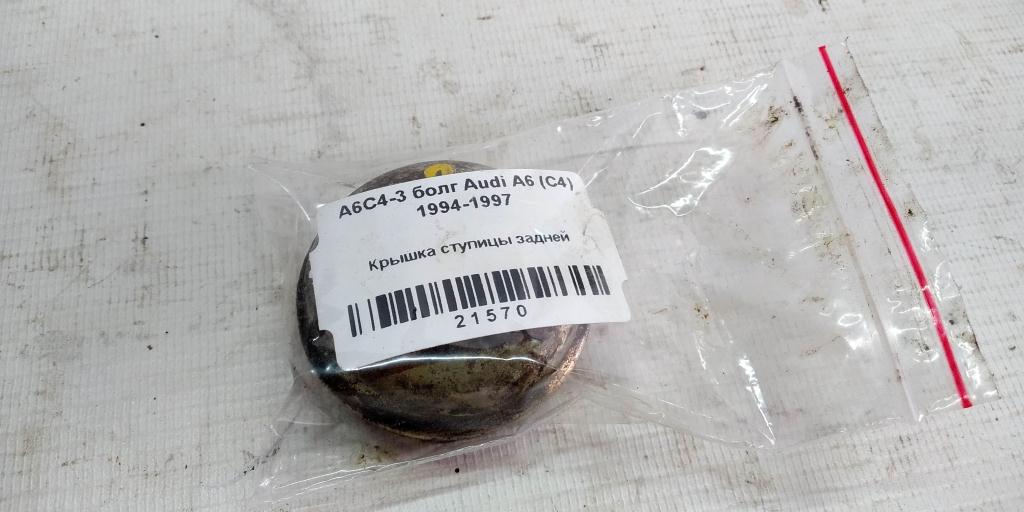 A6C4-3 болг Audi A6 (C4)
1994-1997
Крышка ступицы задней
21570